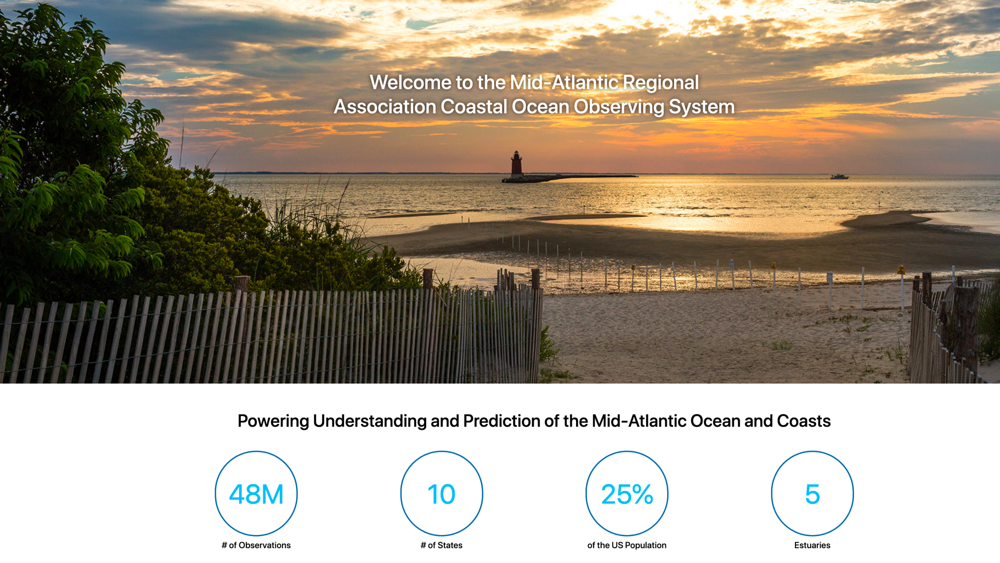 Welcome to the Mid-Atlantic Regional
Association Coastal Ocean Observing System
Powering Understanding and Prediction of the Mid-Atlantic Ocean and Coasts
48M
10
25%
5
# of Observations
# of States
of the US Population
Estuaries